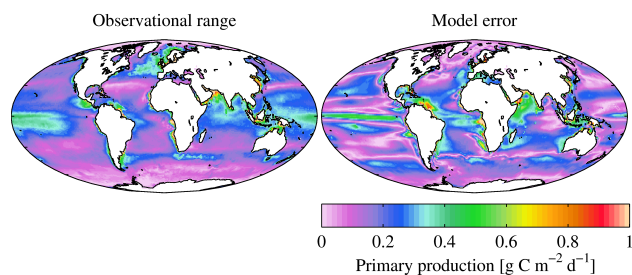 Observational range
Model error
0 0.2 0.4 0.6 0.8 1
Primary production [g C m⁻² d⁻¹]